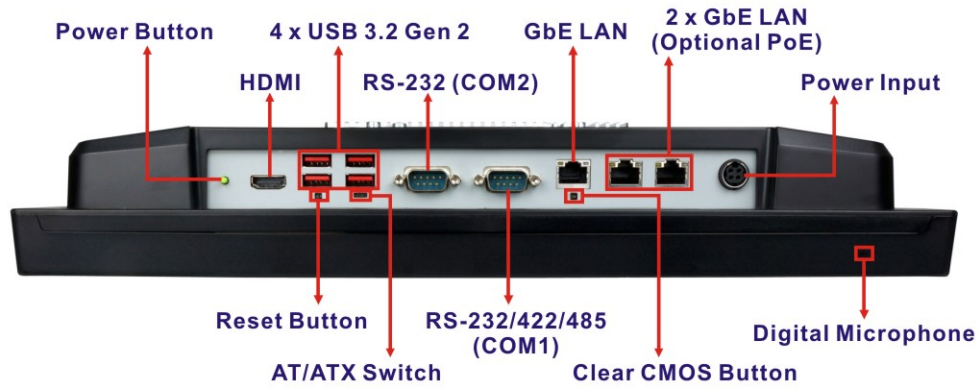 Power Button
4 x USB 3.2 Gen 2
GbE LAN
2 x GbE LAN
(Optional PoE)
HDMI
RS-232 (COM2)
Power Input
Reset Button
RS-232/422/485
(COM1)
Digital Microphone
AT/ATX Switch
Clear CMOS Button